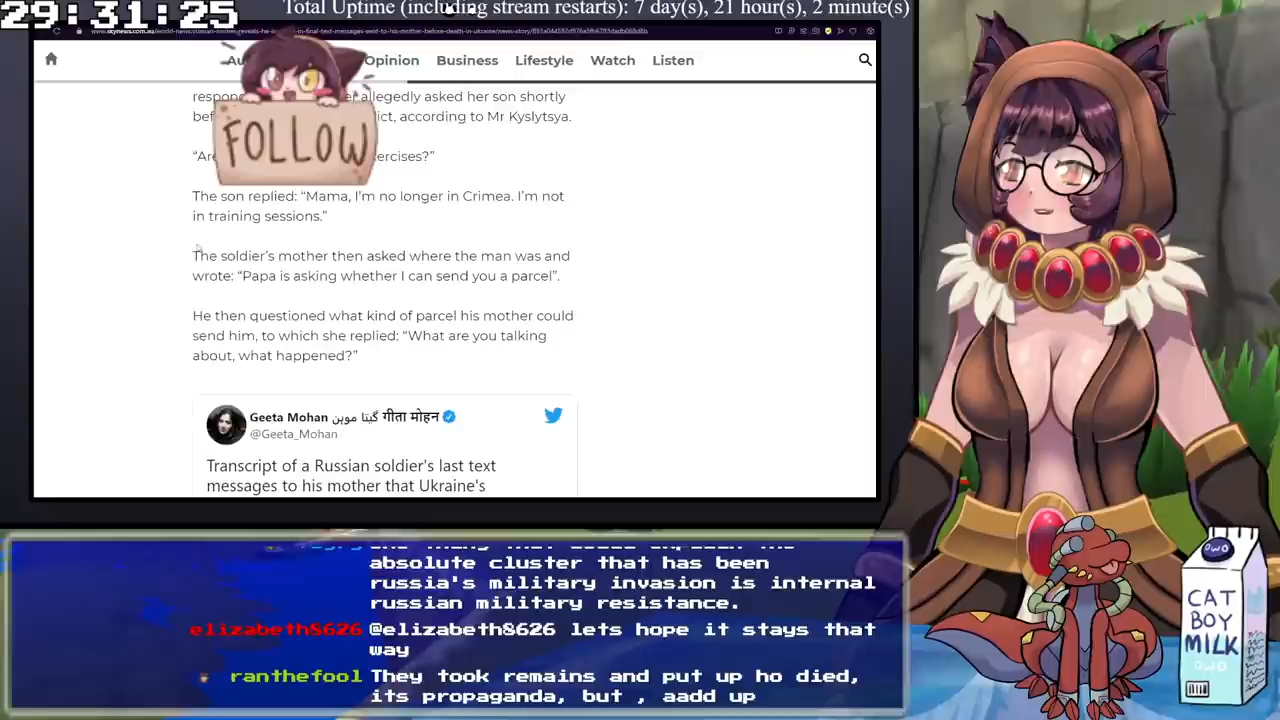 29:31:25
Total Uptime (including stream restarts): 7 day(s), 21 hour(s), 2 minute(s)
Opinion Business Lifestyle Watch Listen
allegedly asked her son shortly
according to Mr Kyslytsya.
FOLLOW
The son replied: “Mama, I’m no longer in Crimea. I’m not
in training sessions.”
The soldier’s mother then asked where the man was and
wrote: “Papa is asking whether I can send you a parcel”.
He then questioned what kind of parcel his mother could
send him, to which she replied: “What are you talking
about, what happened?”
Geeta Mohan گیتا موہن गीता मोहन
@Geeta_Mohan
Transcript of a Russian soldier's last text
messages to his mother that Ukraine's
absolute cluster that has been
russia's military invasion is internal
russian military resistance.
elizabeth8626 @elizabeth8626 lets hope it stays that
way
ranthefool They took remains and put up ho died,
its propaganda, but , aadd up
OWO
CAT
BOY
MILK
OWO